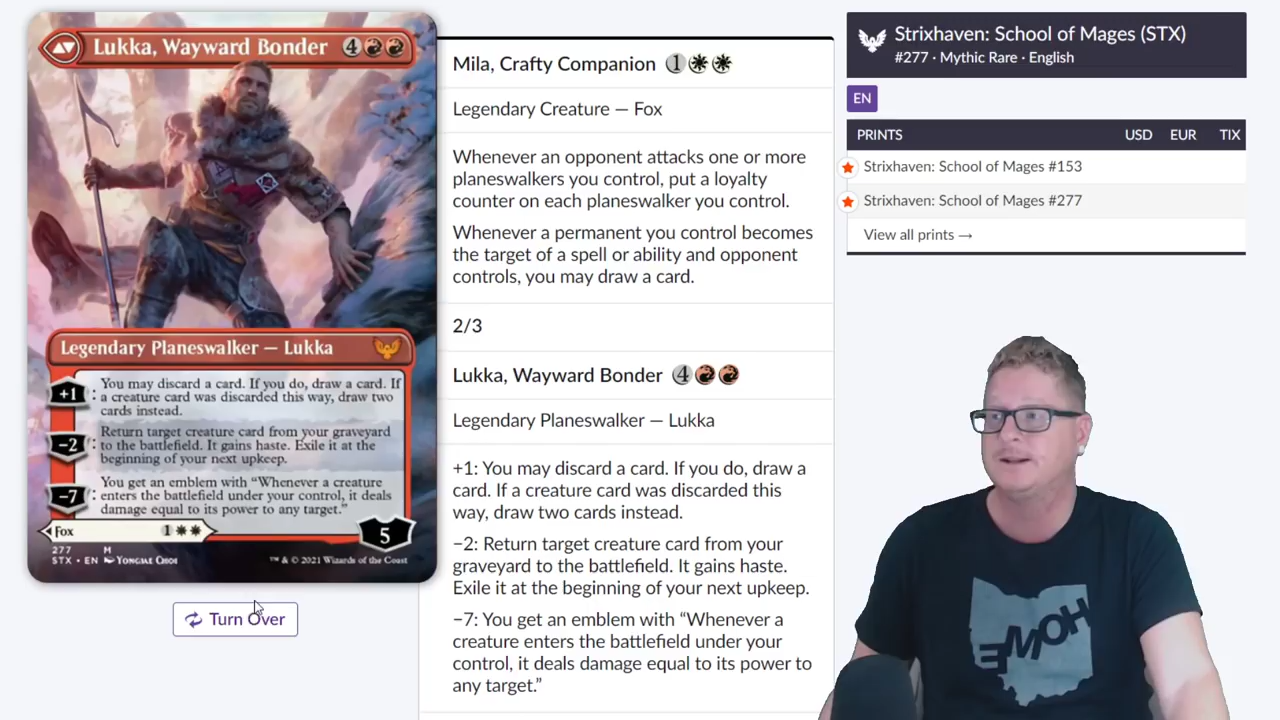 Lukka, Wayward Bonder 4
Legendary Planeswalker — Lukka
+1: You may discard a card. If you do, draw a card. If
a creature card was discarded this way, draw two
cards instead.
−2: Return target creature card from your graveyard
to the battlefield. It gains haste. Exile it at the
beginning of your next upkeep.
−7: You get an emblem with “Whenever a creature
enters the battlefield under your control, it deals
damage equal to its power to any target.”
Fox 1
5
277 M
STX • EN YONGJAE CHOI
™ & © 2021 Wizards of the Coast
Turn Over
Mila, Crafty Companion 1
Legendary Creature — Fox
Whenever an opponent attacks one or more
planeswalkers you control, put a loyalty
counter on each planeswalker you control.
Whenever a permanent you control becomes
the target of a spell or ability and opponent
controls, you may draw a card.
2/3
Lukka, Wayward Bonder 4
Legendary Planeswalker — Lukka
+1: You may discard a card. If you do, draw a
card. If a creature card was discarded this
way, draw two cards instead.
−2: Return target creature card from your
graveyard to the battlefield. It gains haste.
Exile it at the beginning of your next upkeep.
−7: You get an emblem with “Whenever a
creature enters the battlefield under your
control, it deals damage equal to its power to
any target.”
Strixhaven: School of Mages (STX)
#277 · Mythic Rare · English
EN
PRINTS USD EUR TIX
Strixhaven: School of Mages #153
Strixhaven: School of Mages #277
View all prints →
HOME